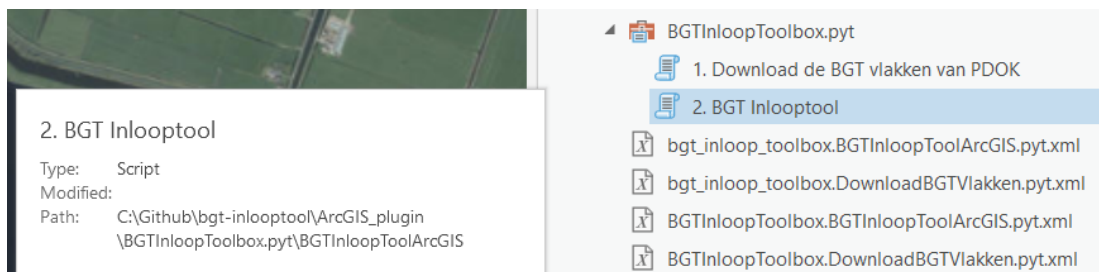 2. BGT Inlooptool
Type: Script
Modified:
Path: C:\Github\bgt-inlooptool\ArcGIS_plugin
\BGTInloopToolbox.pyt\BGTInloopToolArcGIS
BGTInloopToolbox.pyt
1. Download de BGT vlakken van PDOK
2. BGT Inlooptool
bgt_inloop_toolbox.BGTInloopToolArcGIS.pyt.xml
bgt_inloop_toolbox.DownloadBGTVlakken.pyt.xml
BGTInloopToolbox.BGTInloopToolArcGIS.pyt.xml
BGTInloopToolbox.DownloadBGTVlakken.pyt.xml